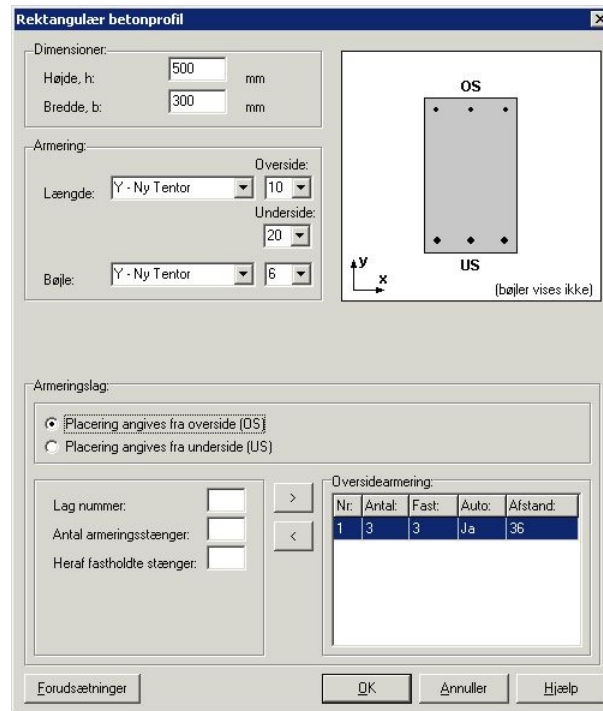 Rektangulær betonprofil
Dimensioner:
Højde, h: 500 mm
Bredde, b: 300 mm
Armering:
Overside:
Længde: Y - Ny Tentor 10
Underside:
20
Bøjle: Y - Ny Tentor 6
OS
US
y
x
(bøjler vises ikke)
Armeringslag:
Placering angives fra overside (OS)
Placering angives fra underside (US)
Lag nummer:
Antal armeringsstænger:
Heraf fastholdte stænger:
>
<
Oversidearmering:
Nr: Antal: Fast: Auto: Afstand:
1 3 3 Ja 36
Forudsætninger
OK
Annuller
Hjælp